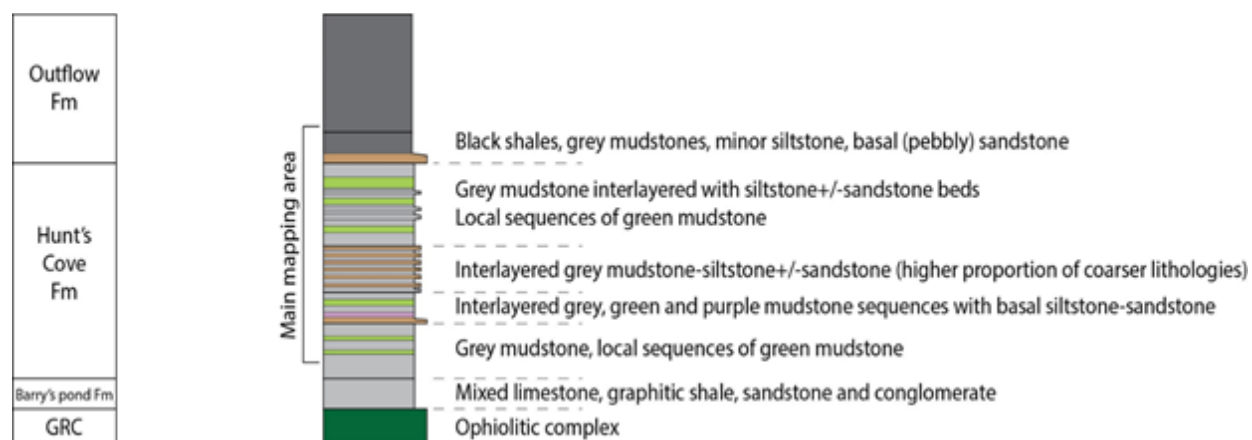 Outflow
Fm
Hunt's
Cove
Fm
Barry's pond Fm
GRC
Main mapping area
Black shales, grey mudstones, minor siltstone, basal (pebbly) sandstone
Grey mudstone interlayered with siltstone+/-sandstone beds
Local sequences of green mudstone
Interlayered grey mudstone-siltstone+/-sandstone (higher proportion of coarser lithologies)
Interlayered grey, green and purple mudstone sequences with basal siltstone-sandstone
Grey mudstone, local sequences of green mudstone
Mixed limestone, graphitic shale, sandstone and conglomerate
Ophiolitic complex